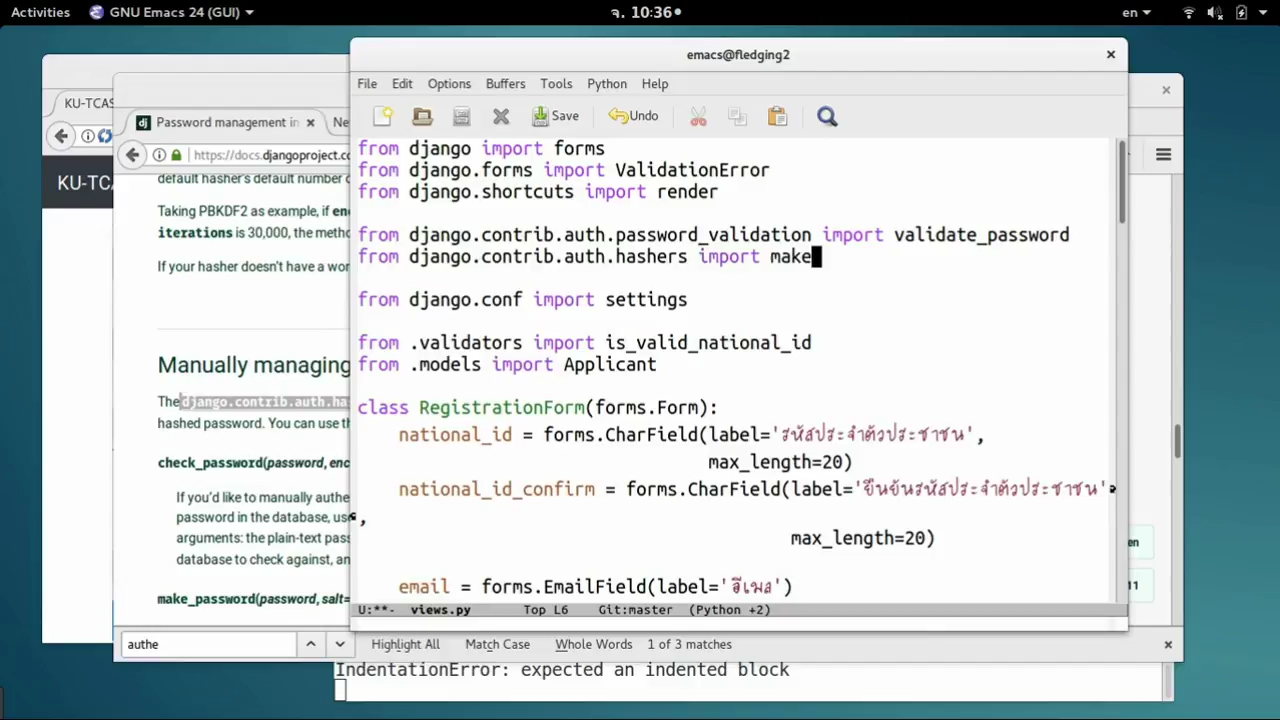 Activities GNU Emacs 24 (GUI) จ. 10:36 en
emacs@fledging2
File Edit Options Buffers Tools Python Help
Save Undo
from django import forms
from django.forms import ValidationError
from django.shortcuts import render
from django.contrib.auth.password_validation import validate_password
from django.contrib.auth.hashers import make
from django.conf import settings
from .validators import is_valid_national_id
from .models import Applicant
class RegistrationForm(forms.Form):
national_id = forms.CharField(label='รหัสประจำตัวประชาชน',
max_length=20)
national_id_confirm = forms.CharField(label='ยืนยันรหัสประจำตัวประชาชน'
,
max_length=20)
email = forms.EmailField(label='อีเมล')
U:**- views.py Top L6 Git:master (Python +2)
KU-TCAS
Password management in
Ne
https://docs.djangoproject.co
KU-TCA
default hasher's default number o
Taking PBKDF2 as example, if en
iterations is 30,000, the metho
If your hasher doesn't have a wor
Manually managing
The django.contrib.auth.ha
hashed password. You can use th
check_password(password, enc
If you'd like to manually authe
password in the database, use
arguments: the plain-text pass
database to check against, an
make_password(password, salt=
en
11
authe Highlight All Match Case Whole Words 1 of 3 matches
IndentationError: expected an indented block